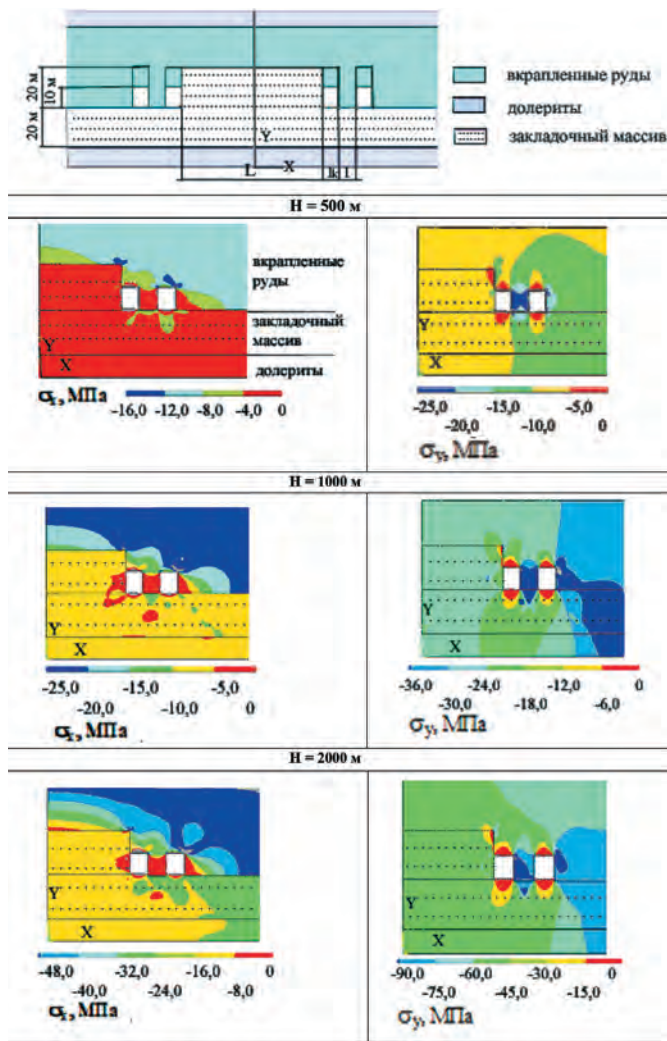 20 м
10 м
20 м
Y
X
L
lk
l
вкрапленные руды
долериты
закладочный массив
H = 500 м
вкрапленные
руды
закладочный
массив
долериты
Y
X
-16,0 -12,0 -8,0 -4,0 0
σx, МПа
Y
X
-25,0 -15,0 -5,0
-20,0 -10,0 0
σy, МПа
H = 1000 м
Y
X
-25,0 -15,0 -5,0
-20,0 -10,0 0
σx, МПа
Y
X
-36,0 -24,0 -12,0 0
-30,0 -18,0 -6,0
σy, МПа
H = 2000 м
Y
X
-48,0 -32,0 -16,0 0
-40,0 -24,0 -8,0
σx, МПа
Y
X
-90,0 -60,0 -30,0 0
-75,0 -45,0 -15,0
σy, МПа